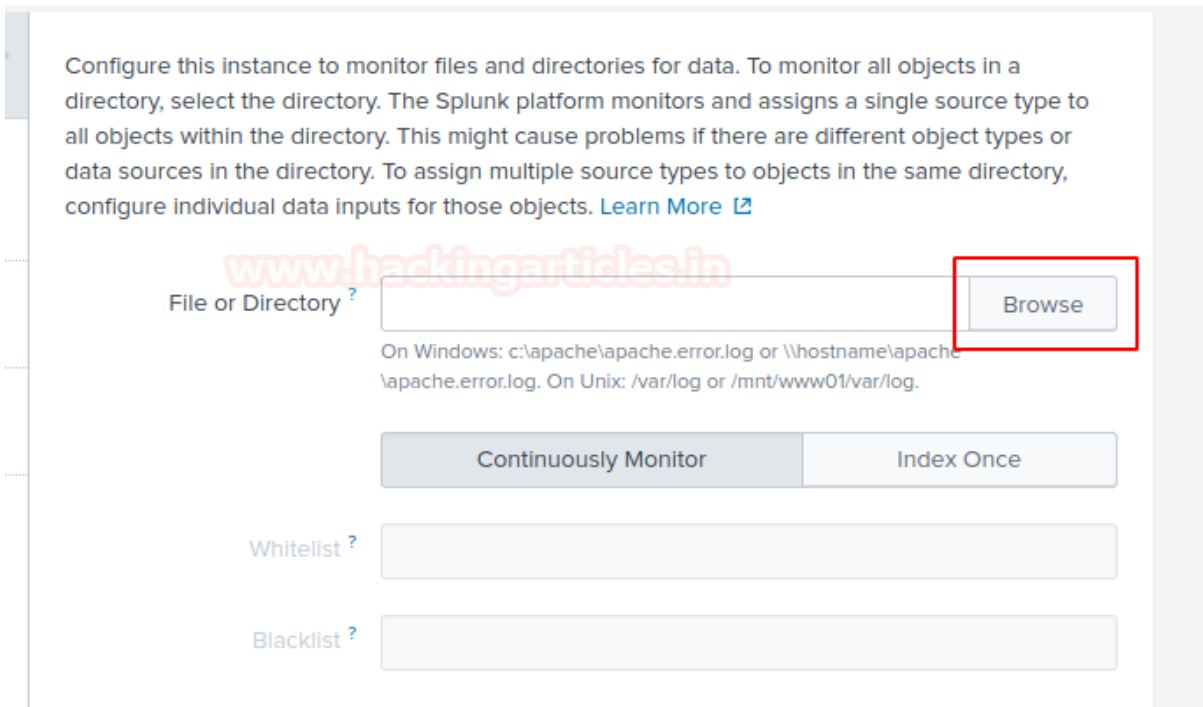 Configure this instance to monitor files and directories for data. To monitor all objects in a
directory, select the directory. The Splunk platform monitors and assigns a single source type to
all objects within the directory. This might cause problems if there are different object types or
data sources in the directory. To assign multiple source types to objects in the same directory,
configure individual data inputs for those objects. Learn More
www.hackingarticles.in
File or Directory ? Browse
On Windows: c:\apache\apache.error.log or \\hostname\apache
\apache.error.log. On Unix: /var/log or /mnt/www01/var/log.
Continuously Monitor Index Once
Whitelist ?
Blacklist ?